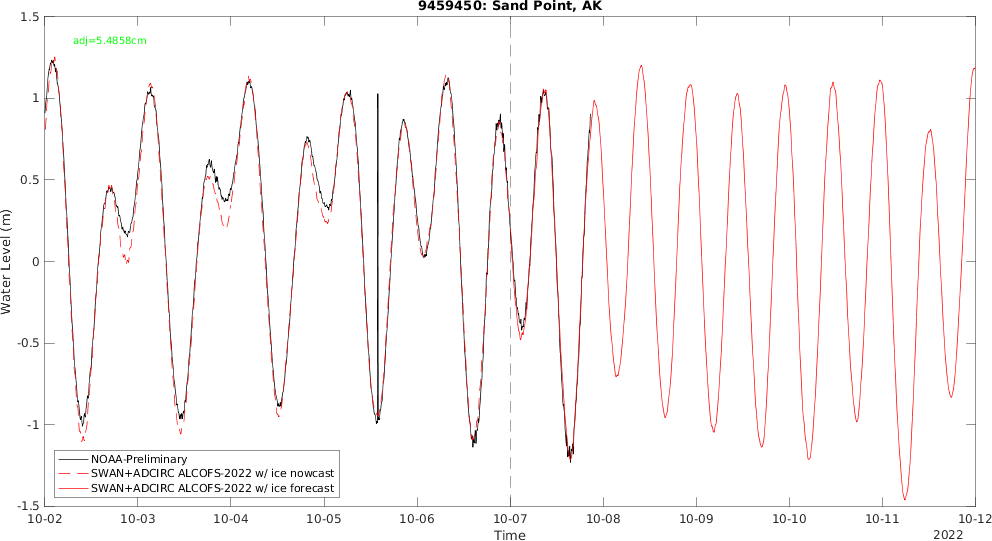 9459450: Sand Point, AK
adj=5.4858cm
Water Level (m)
1.5
1
0.5
0
-0.5
-1
-1.5
NOAA-Preliminary
SWAN+ADCIRC ALCOFS-2022 w/ ice nowcast
SWAN+ADCIRC ALCOFS-2022 w/ ice forecast
10-02 10-03 10-04 10-05 10-06 10-07 10-08 10-09 10-10 10-11 10-12
Time
2022